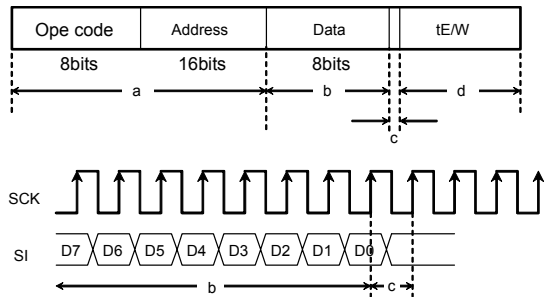 Ope code Address Data tE/W
8bits 16bits 8bits
a b d
c
SCK
SI D7 D6 D5 D4 D3 D2 D1 D0
b c